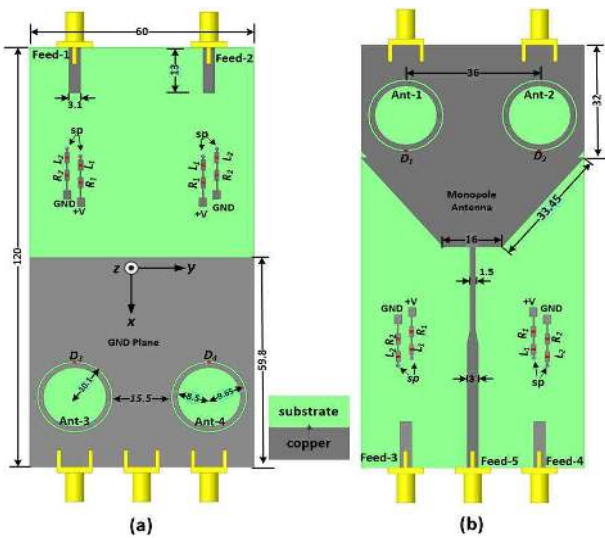 60
Feed-1
Feed-2
13
3.1
sp
sp
L2
L1
R2
R1
GND
+V
L1
L2
R1
R2
+V
GND
120
z
y
x
GND Plane
59.8
D3
D4
10.1
15.5
8.5
9.65
Ant-3
Ant-4
substrate
copper
(a)
36
Ant-1
Ant-2
32
D1
D2
Monopole
Antenna
33.45
16
1.5
+V
GND
R1
R2
L1
L2
sp
+V
GND
R1
R2
L1
L2
sp
3
Feed-3
Feed-5
Feed-4
(b)